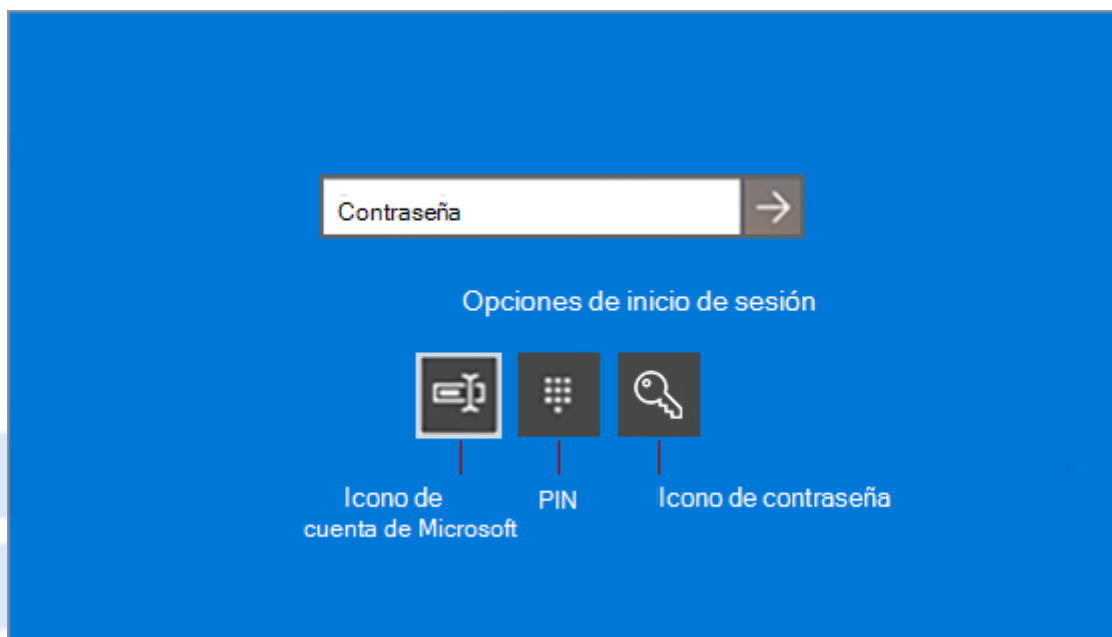 Contraseña
Opciones de inicio de sesión
Icono de
cuenta de Microsoft
PIN
Icono de contraseña